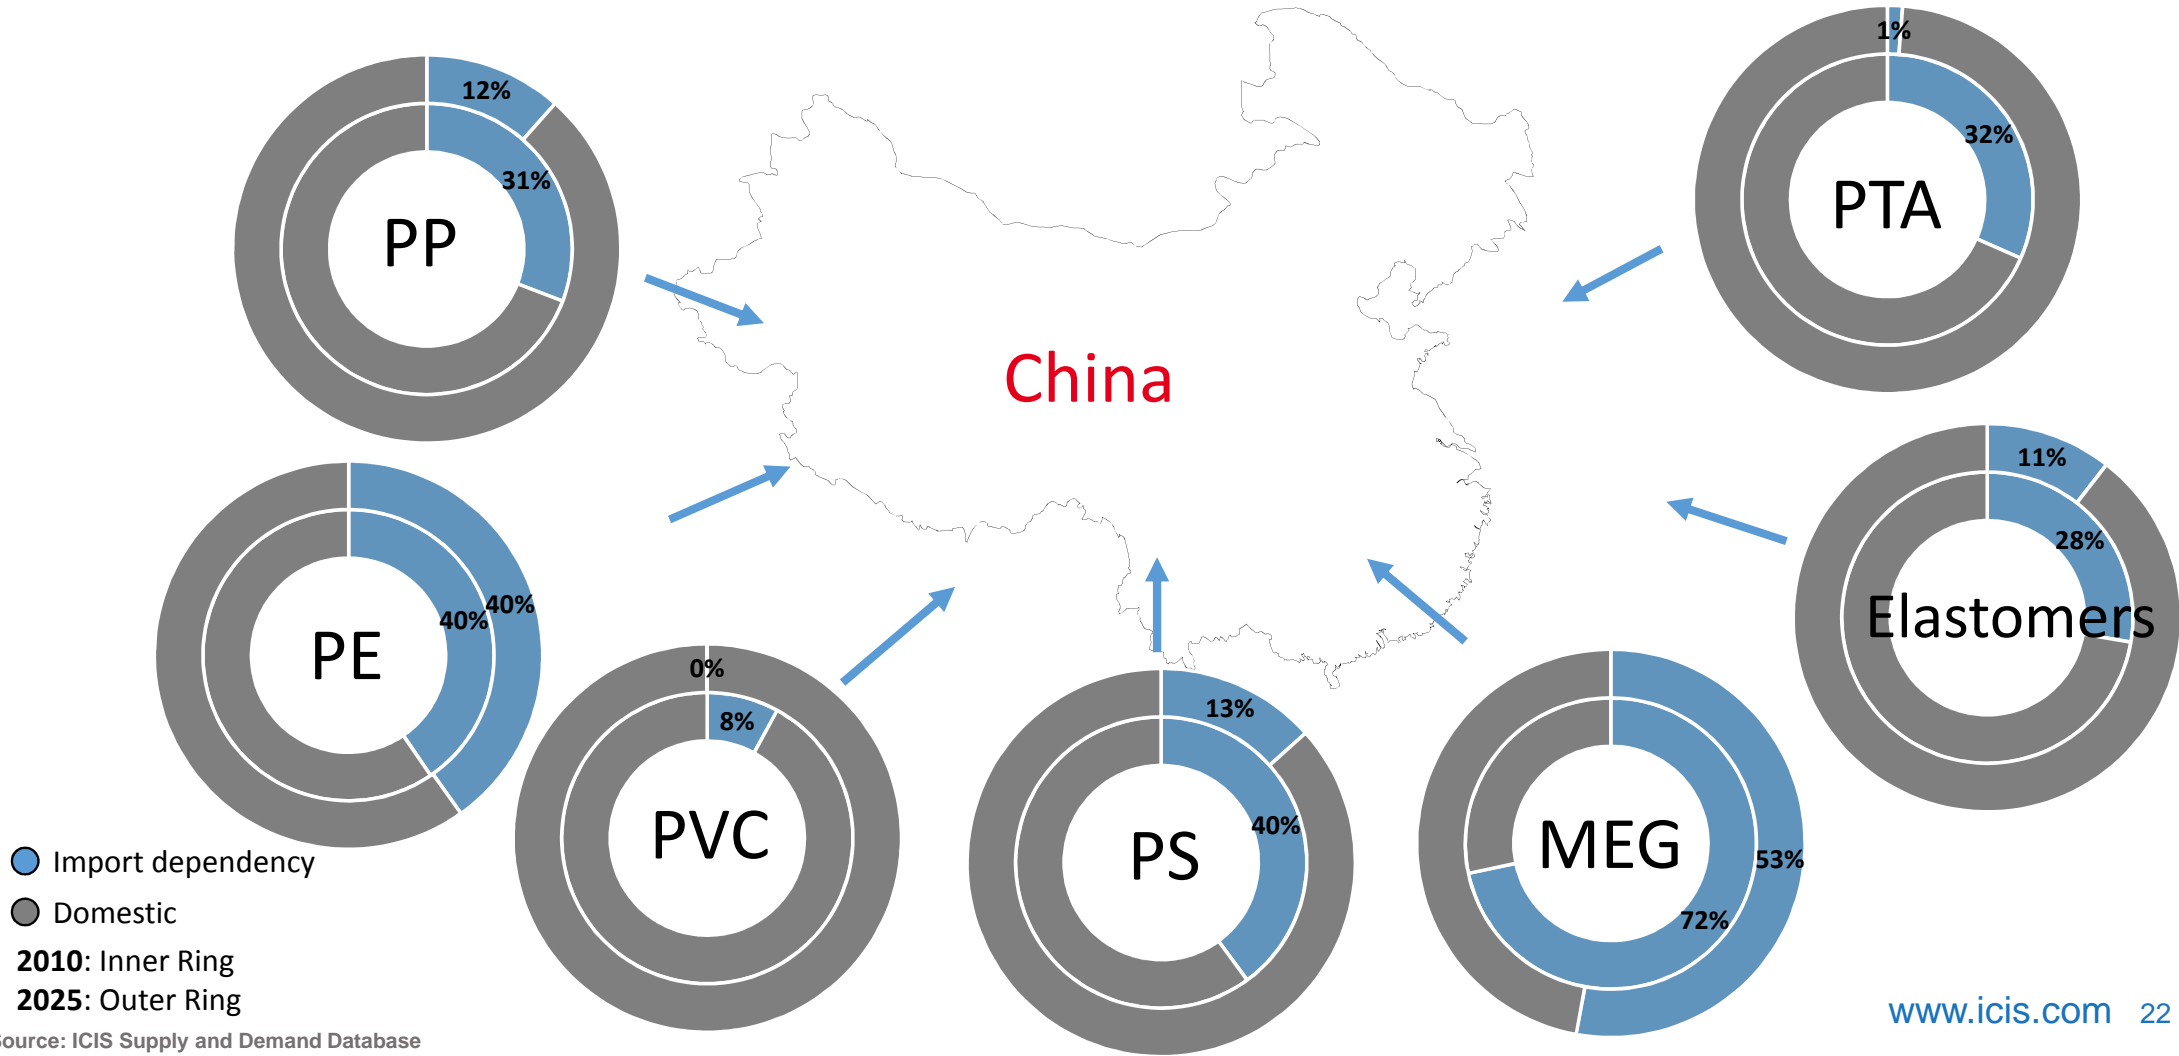 12%
31%
PP
1%
32%
PTA
China
40%
40%
PE
11%
28%
Elastomers
0%
8%
PVC
13%
40%
PS
53%
72%
MEG
Import dependency
Domestic
2010: Inner Ring
2025: Outer Ring
Source: ICIS Supply and Demand Database
www.icis.com 22